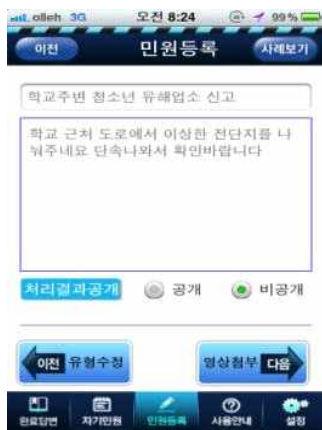 olleh 3G 오전 8:24 99%
이전 민원등록 사례보기
학교주변 청소년 유해업소 신고
학교 근처 도로에서 이상한 전단지를 나
눠주네요 단속나와서 확인바랍니다
처리결과공개 공개 비공개
이전 유형수정 영상첨부 다음
완료답변 자기민원 민원등록 사용안내 설정